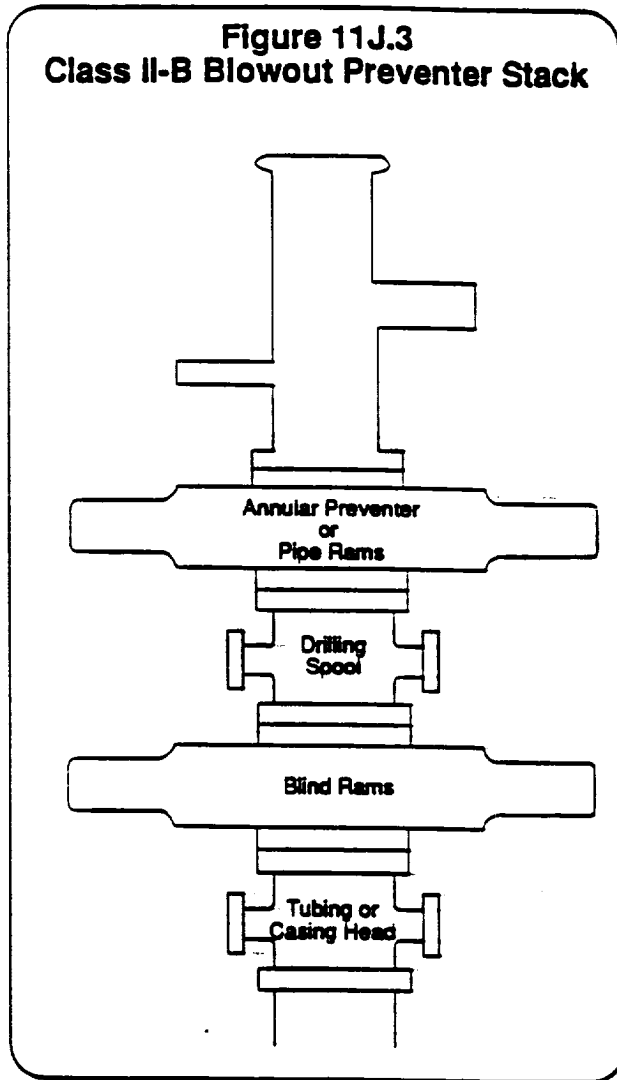 Figure 11J.3
Class II-B Blowout Preventer Stack
Annular Preventer
or
Pipe Rams
Drilling
Spool
Blind Rams
Tubing or
Casing Head